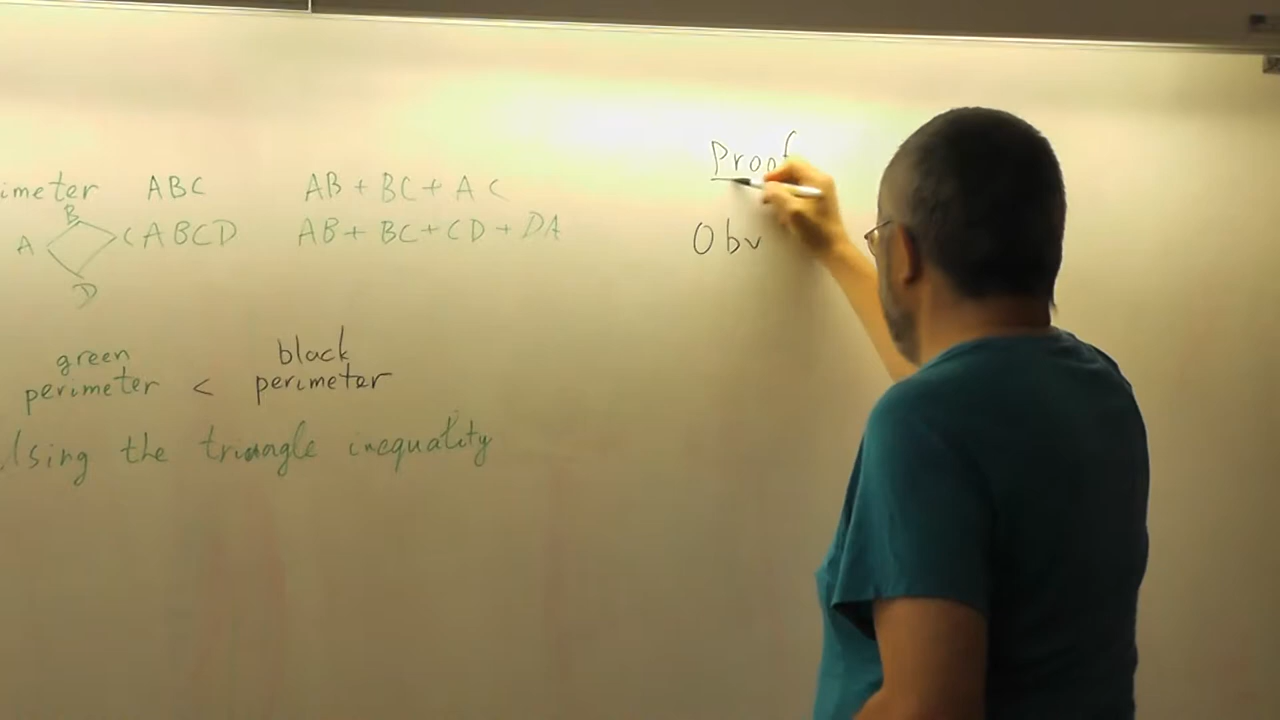 imeter ABC AB + BC + AC
B
A C ABCD AB + BC + CD + DA
D
green black
perimeter < perimeter
Using the triangle inequality
Proof
Obv